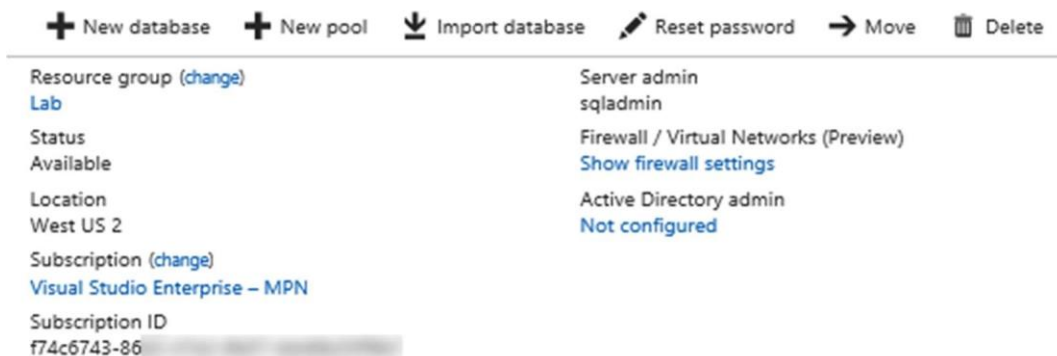 New database New pool Import database Reset password Move Delete
Resource group (change)
Lab
Status
Available
Location
West US 2
Subscription (change)
Visual Studio Enterprise – MPN
Subscription ID
f74c6743-86
Server admin
sqladmin
Firewall / Virtual Networks (Preview)
Show firewall settings
Active Directory admin
Not configured